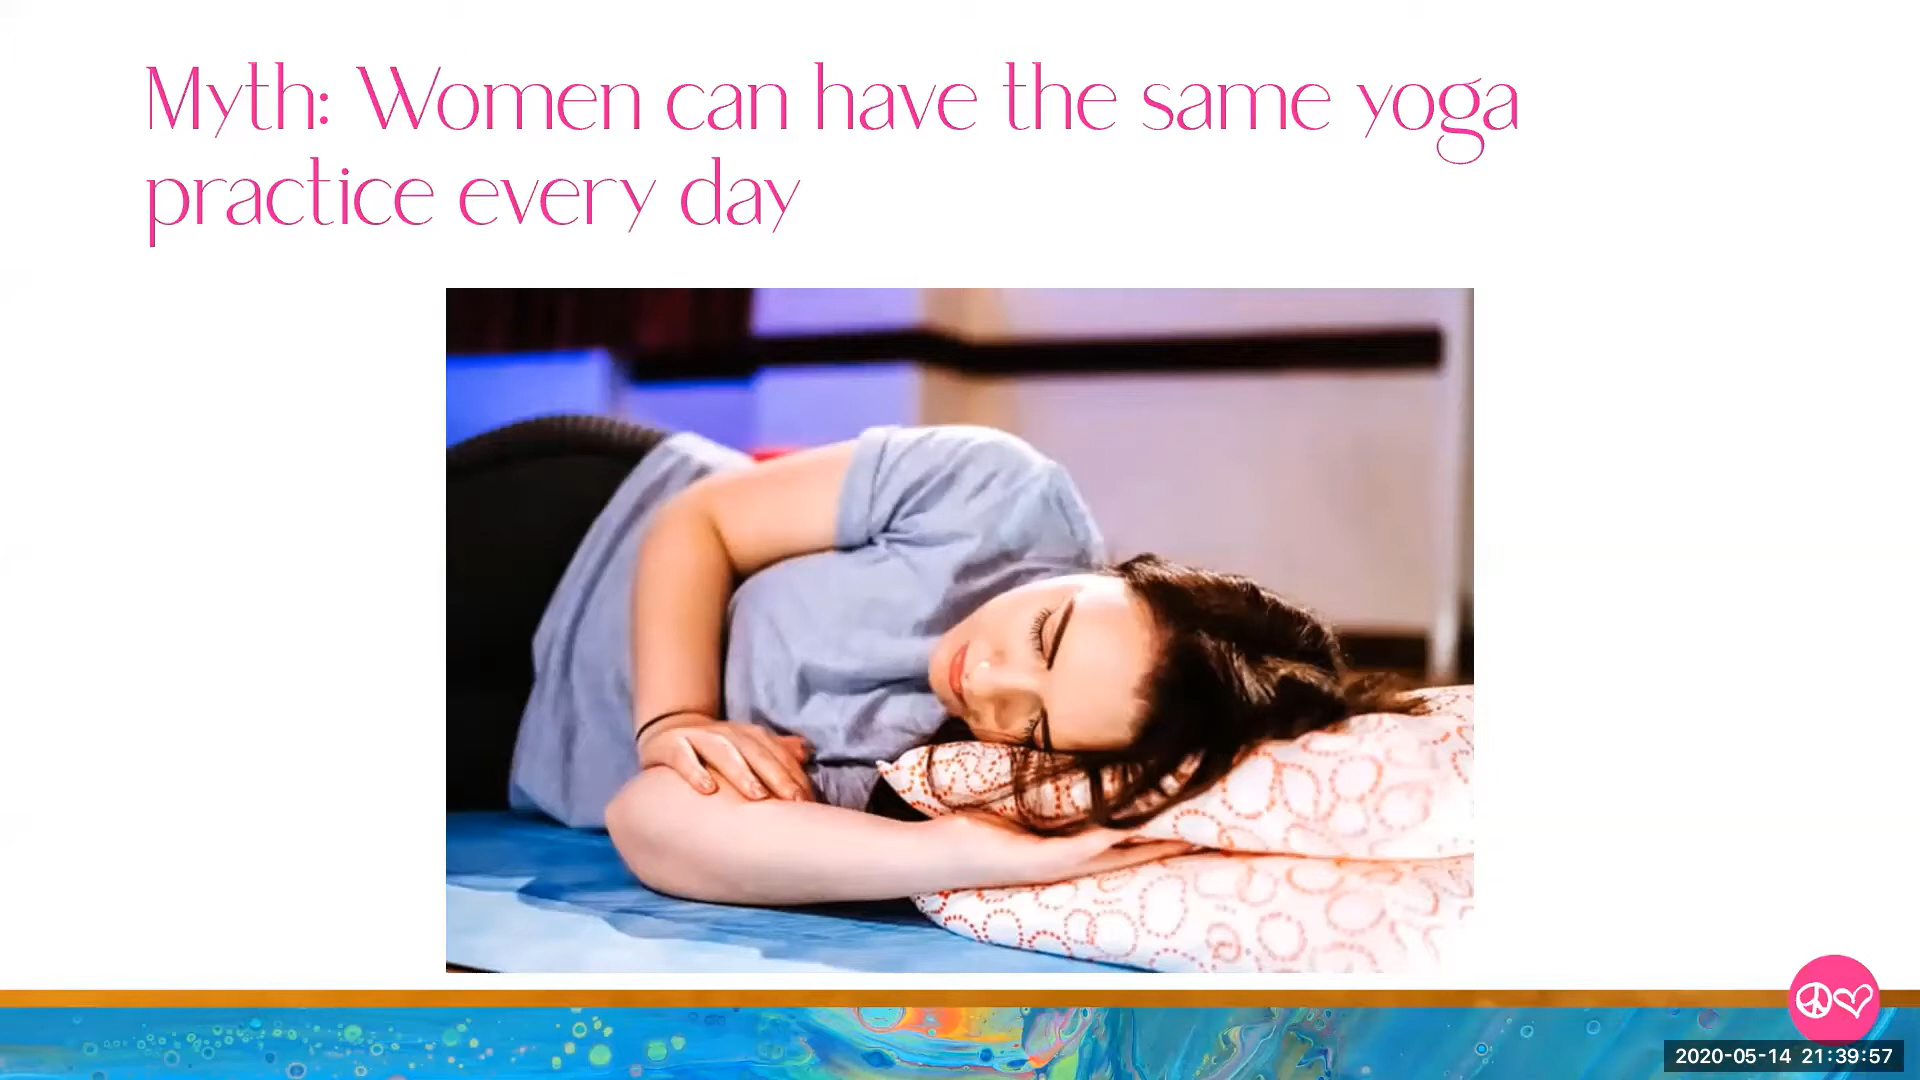 Myth: Women can have the same yoga
practice every day
2020-05-14 21:39:57